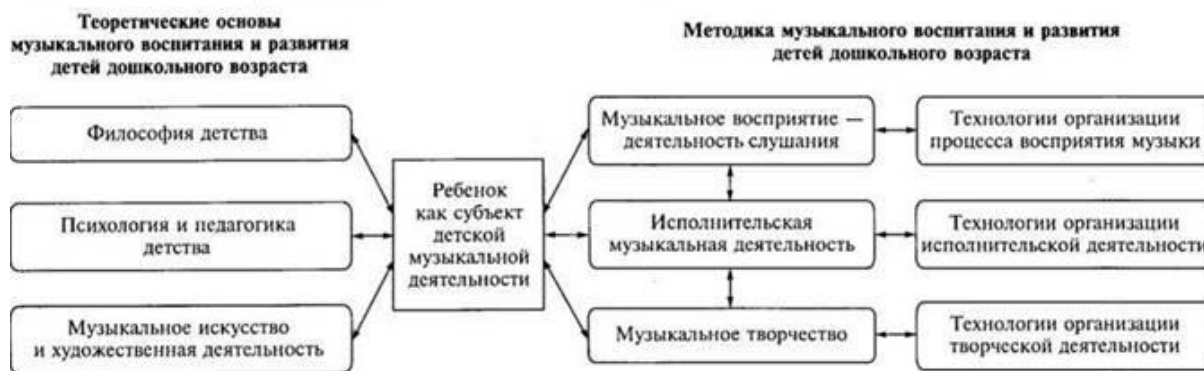 Теоретические основы
музыкального воспитания и развития
детей дошкольного возраста
Методика музыкального воспитания и развития
детей дошкольного возраста
Философия детства
Психология и педагогика
детства
Музыкальное искусство
и художественная деятельность
Ребенок
как субъект
детской
музыкальной
деятельности
Музыкальное восприятие —
деятельность слушания
Исполнительская
музыкальная деятельность
Музыкальное творчество
Технологии организации
процесса восприятия музыки
Технологии организации
исполнительской деятельности
Технологии организации
творческой деятельности